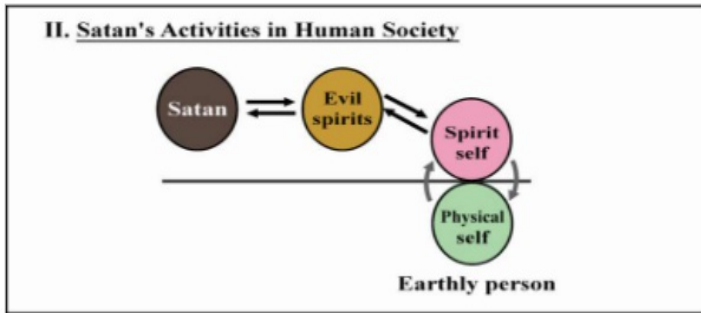 II. Satan's Activities in Human Society
Satan
Evil
spirits
Spirit
self
Physical
self
Earthly person